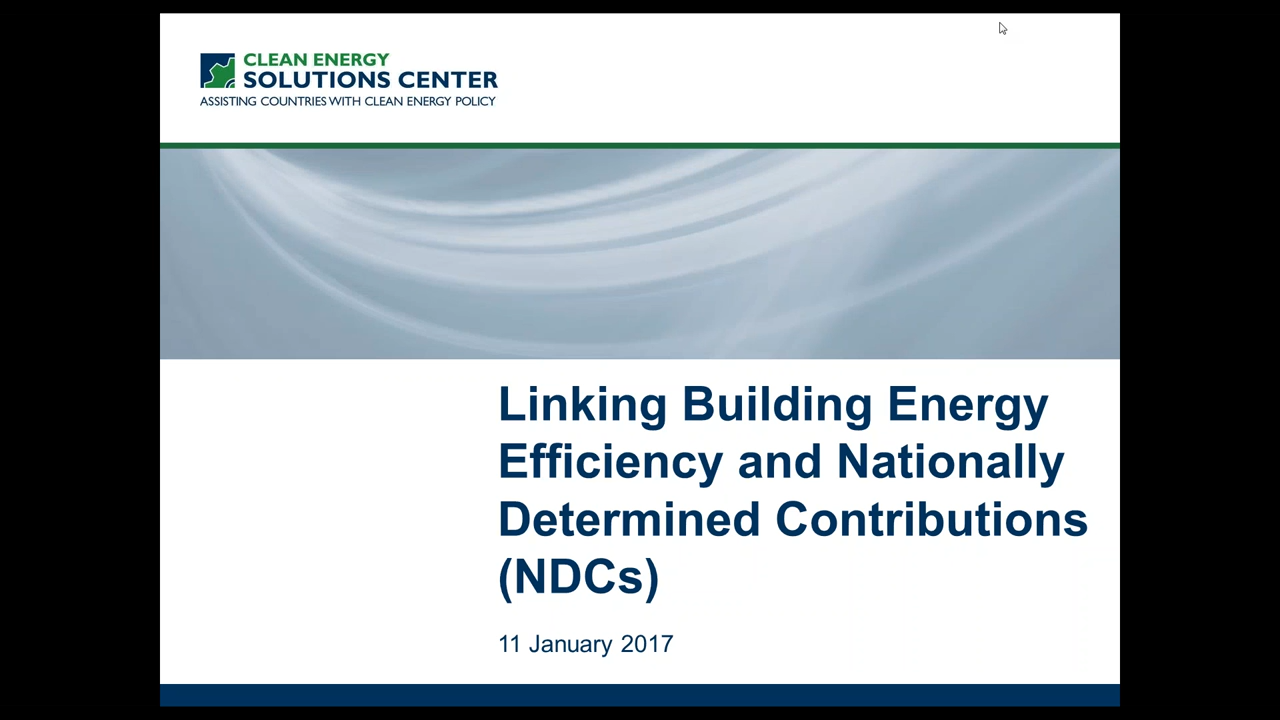 CLEAN ENERGY
SOLUTIONS CENTER
ASSISTING COUNTRIES WITH CLEAN ENERGY POLICY
Linking Building Energy
Efficiency and Nationally
Determined Contributions
(NDCs)
11 January 2017